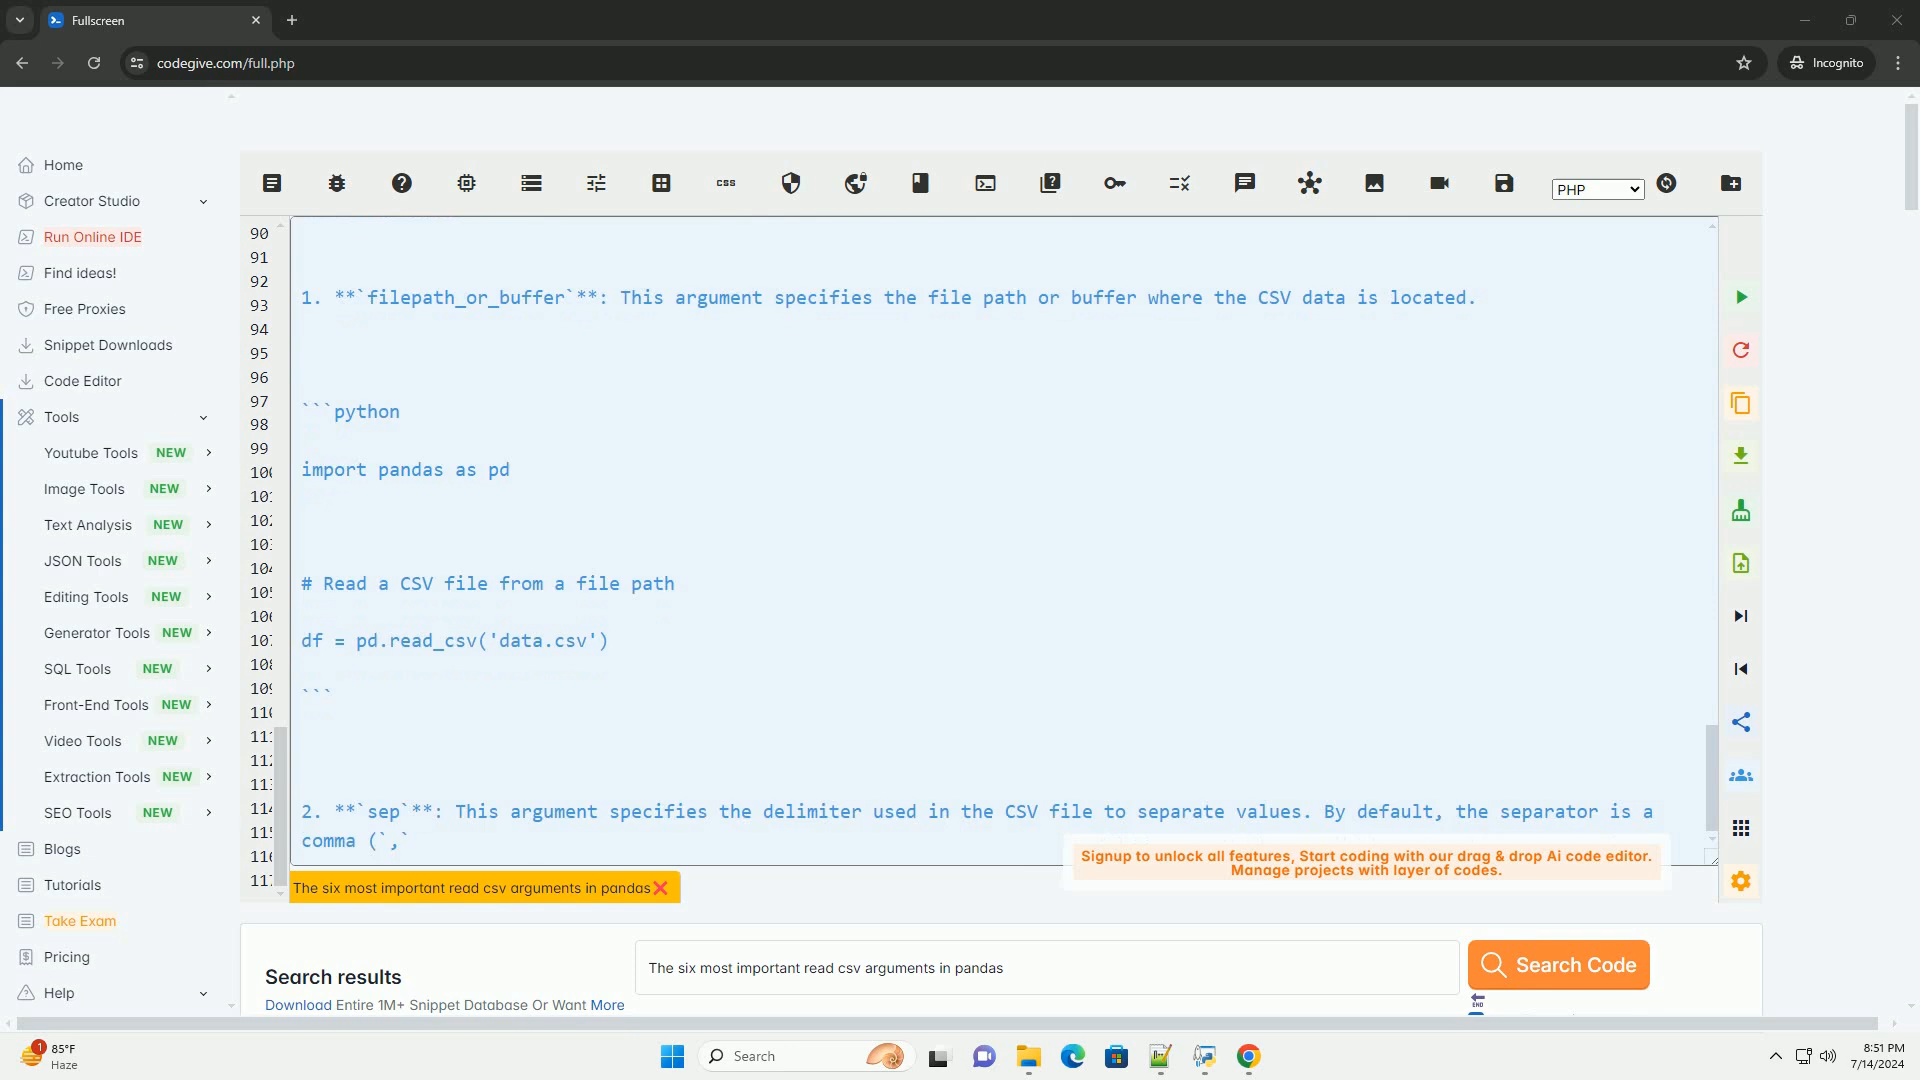 Fullscreen
codegive.com/full.php
Incognito
Home
Creator Studio
Run Online IDE
Find ideas!
Free Proxies
Snippet Downloads
Code Editor
Tools
Youtube Tools NEW
Image Tools NEW
Text Analysis NEW
JSON Tools NEW
Editing Tools NEW
Generator Tools NEW
SQL Tools NEW
Front-End Tools NEW
Video Tools NEW
Extraction Tools NEW
SEO Tools NEW
Blogs
Tutorials
Take Exam
Pricing
Help
css
PHP
90
91
92
93
94
95
96
97
98
99
1. **`filepath_or_buffer`**: This argument specifies the file path or buffer where the CSV data is located.
```python
import pandas as pd
# Read a CSV file from a file path
df = pd.read_csv('data.csv')
```
2. **`sep`**: This argument specifies the delimiter used in the CSV file to separate values. By default, the separator is a
comma (`,`
Signup to unlock all features, Start coding with our drag & drop Ai code editor.
Manage projects with layer of codes.
The six most important read csv arguments in pandas
Search results
Download Entire 1M+ Snippet Database Or Want More
The six most important read csv arguments in pandas
Search Code
END
1
85°F
Haze
Search
8:51 PM
7/14/2024